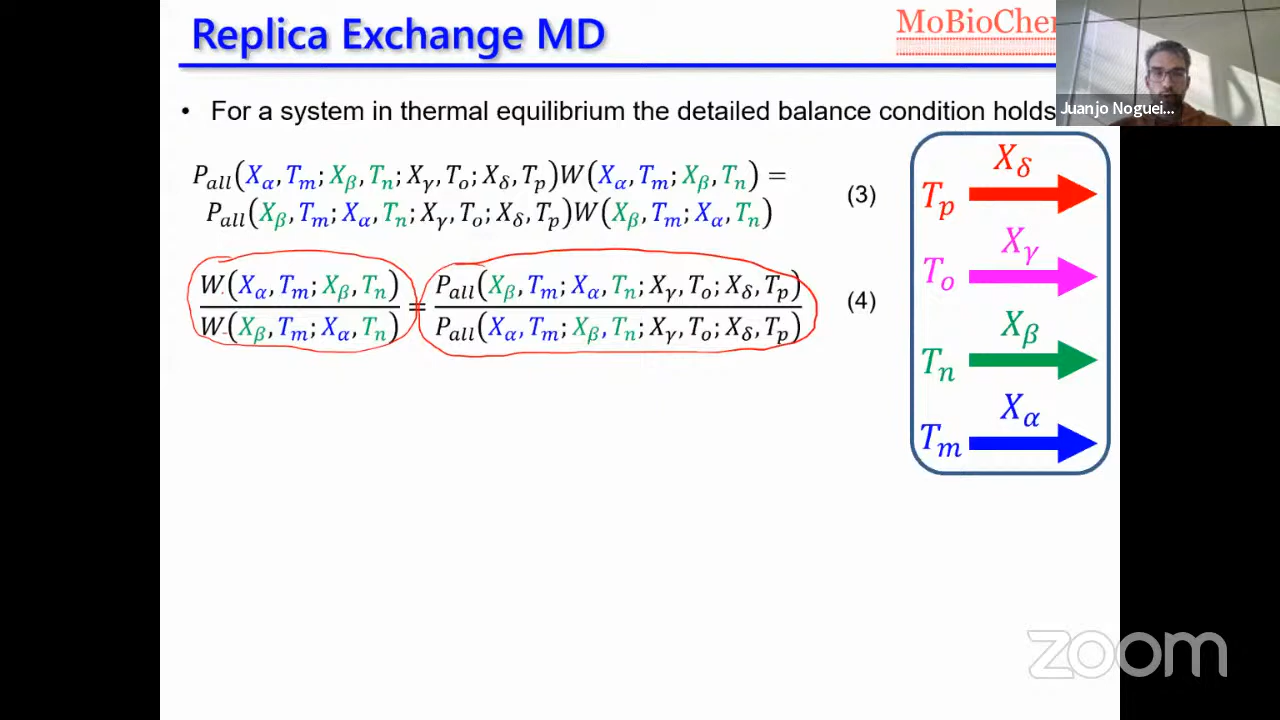 Replica Exchange MD
MoBioChem
Juanjo Noguei...
• For a system in thermal equilibrium the detailed balance condition holds
P_all(X_α, T_m; X_β, T_n; X_γ, T_o; X_δ, T_p)W(X_α, T_m; X_β, T_n) =
P_all(X_β, T_m; X_α, T_n; X_γ, T_o; X_δ, T_p)W(X_β, T_m; X_α, T_n)
(3)
W(X_α, T_m; X_β, T_n)
W(X_β, T_m; X_α, T_n)
=
P_all(X_β, T_m; X_α, T_n; X_γ, T_o; X_δ, T_p)
P_all(X_α, T_m; X_β, T_n; X_γ, T_o; X_δ, T_p)
(4)
X_δ
T_p
X_γ
T_o
X_β
T_n
X_α
T_m
zoom